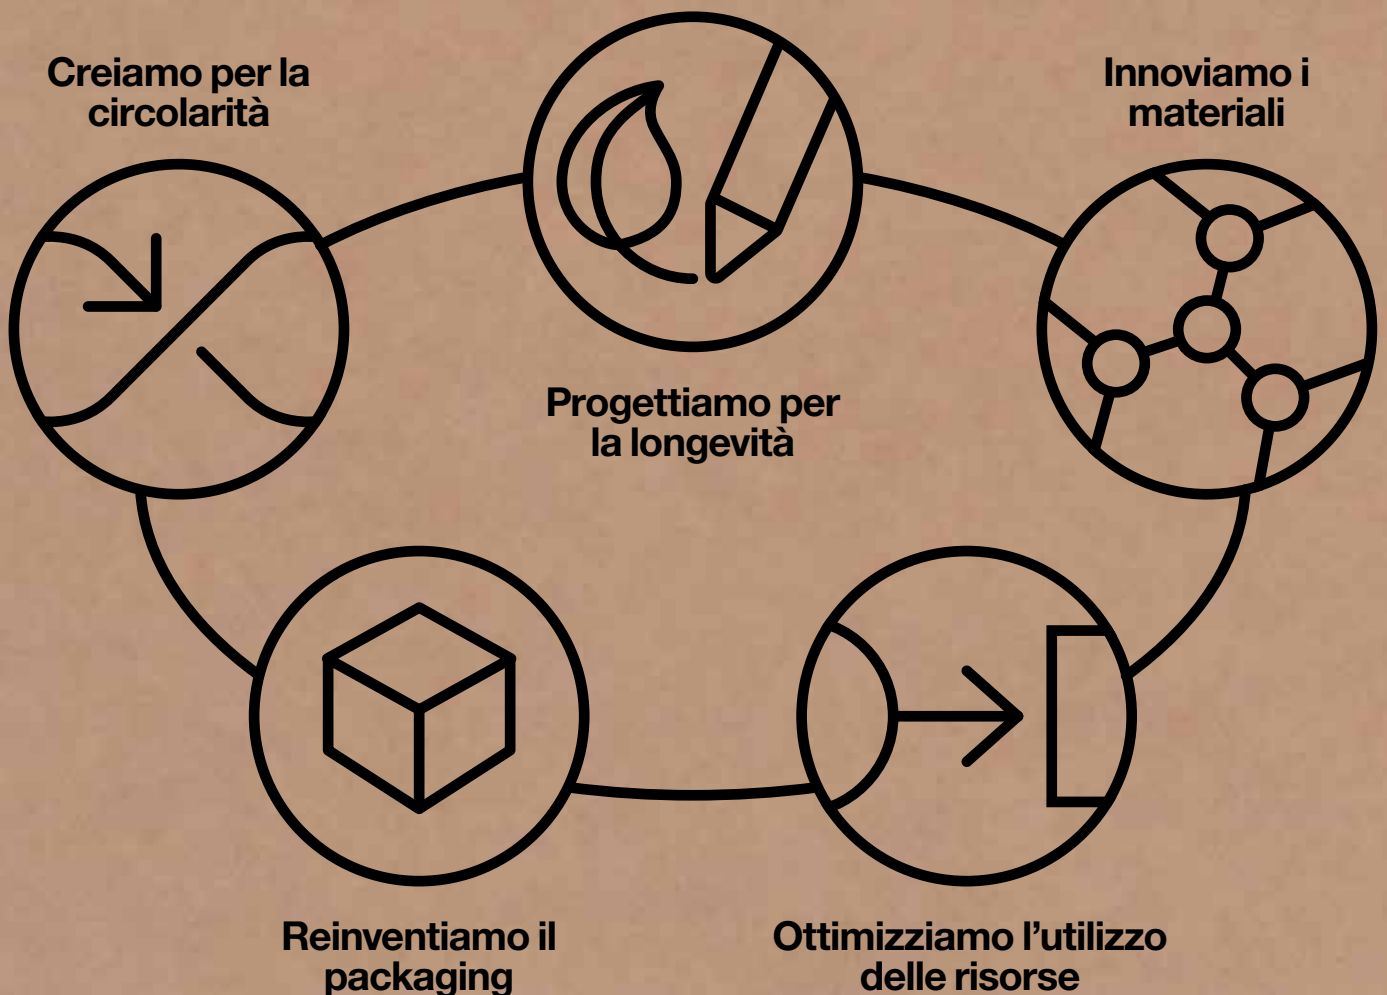 Creiamo per la
circolarità
Innoviamo i
materiali
Progettiamo per
la longevità
Reinventiamo il
packaging
Ottimizziamo l'utilizzo
delle risorse